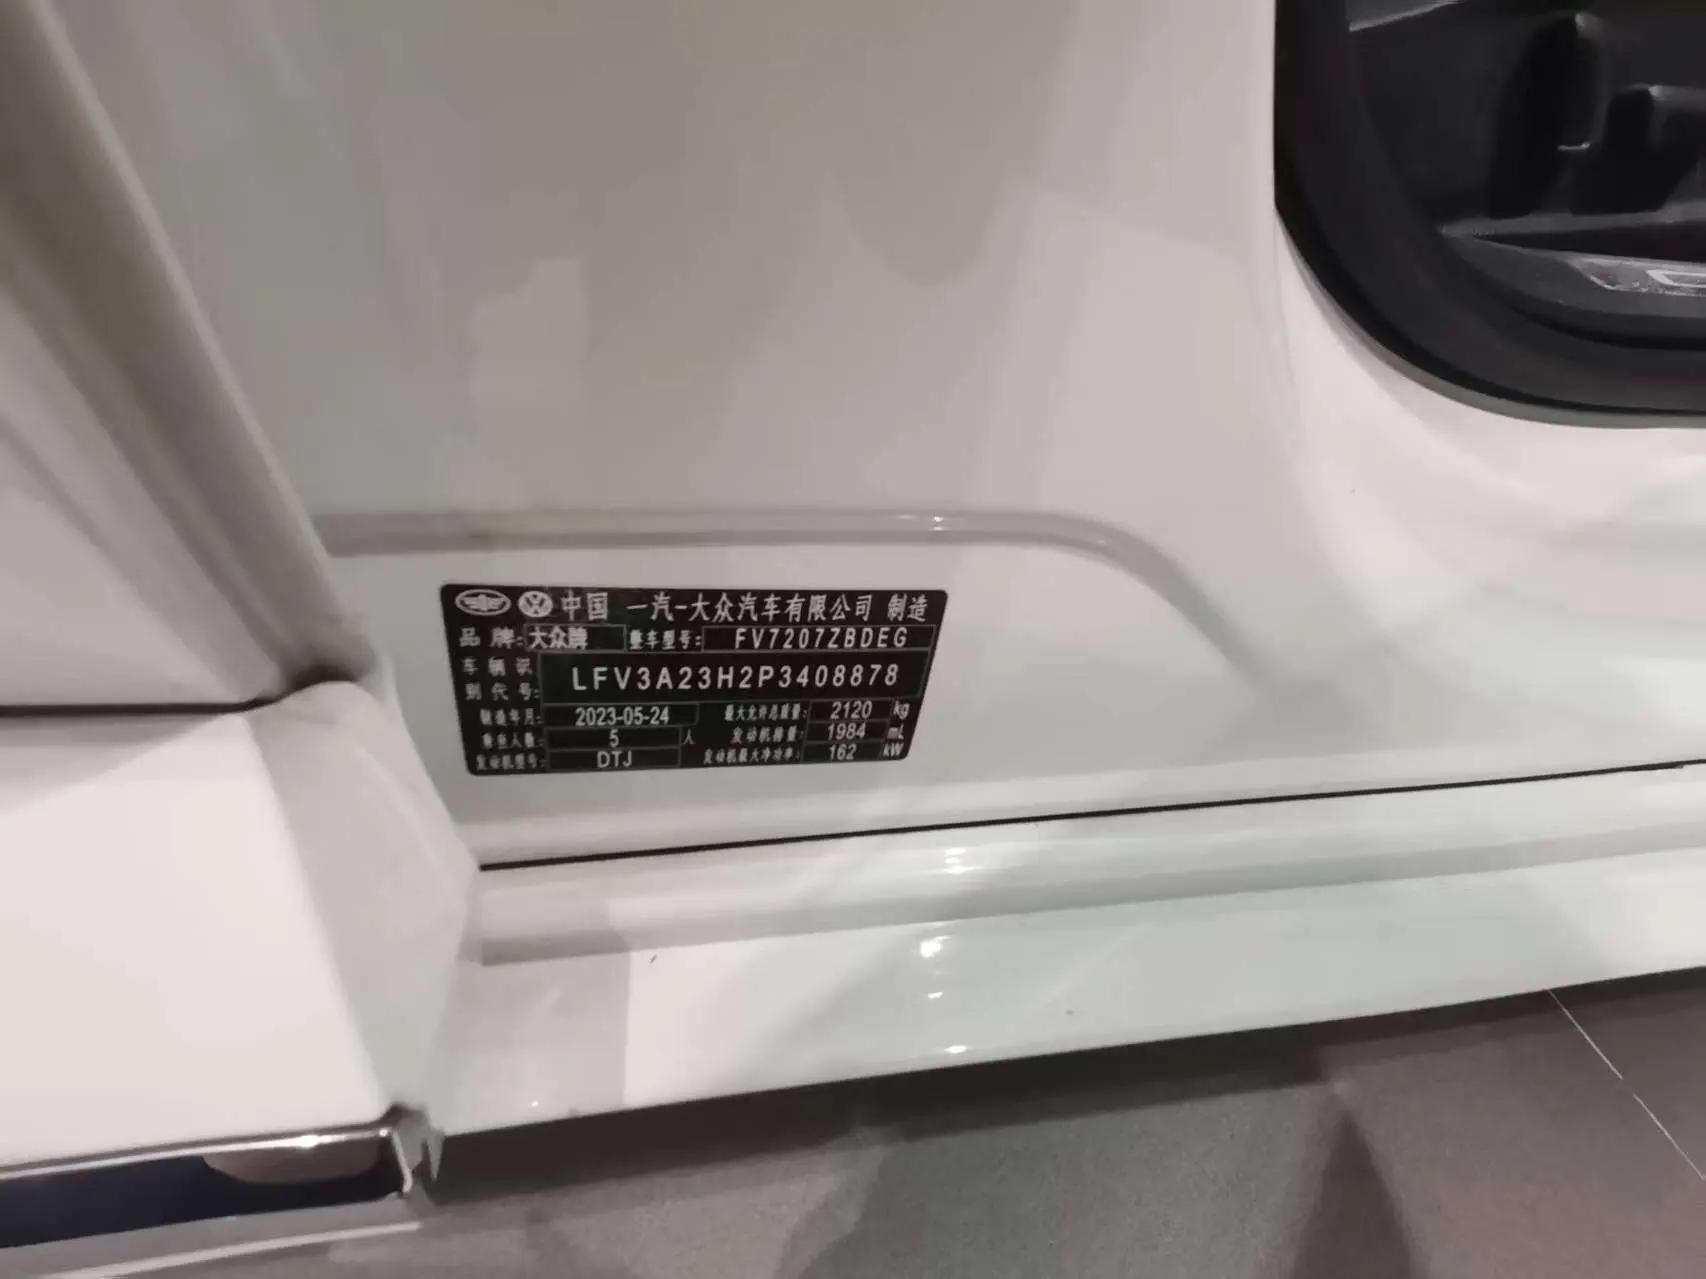 中国 一汽-大众汽车有限公司 制造
品牌: 大众牌 整车型号: FV7207ZBDEG
车辆识别代号: LFV3A23H2P3408878
制造年月: 2023-05-24 最大允许总质量: 2120 kg
乘坐人数: 5 人 发动机排量: 1984 mL
发动机型号: DTJ 发动机最大净功率: 162 kW